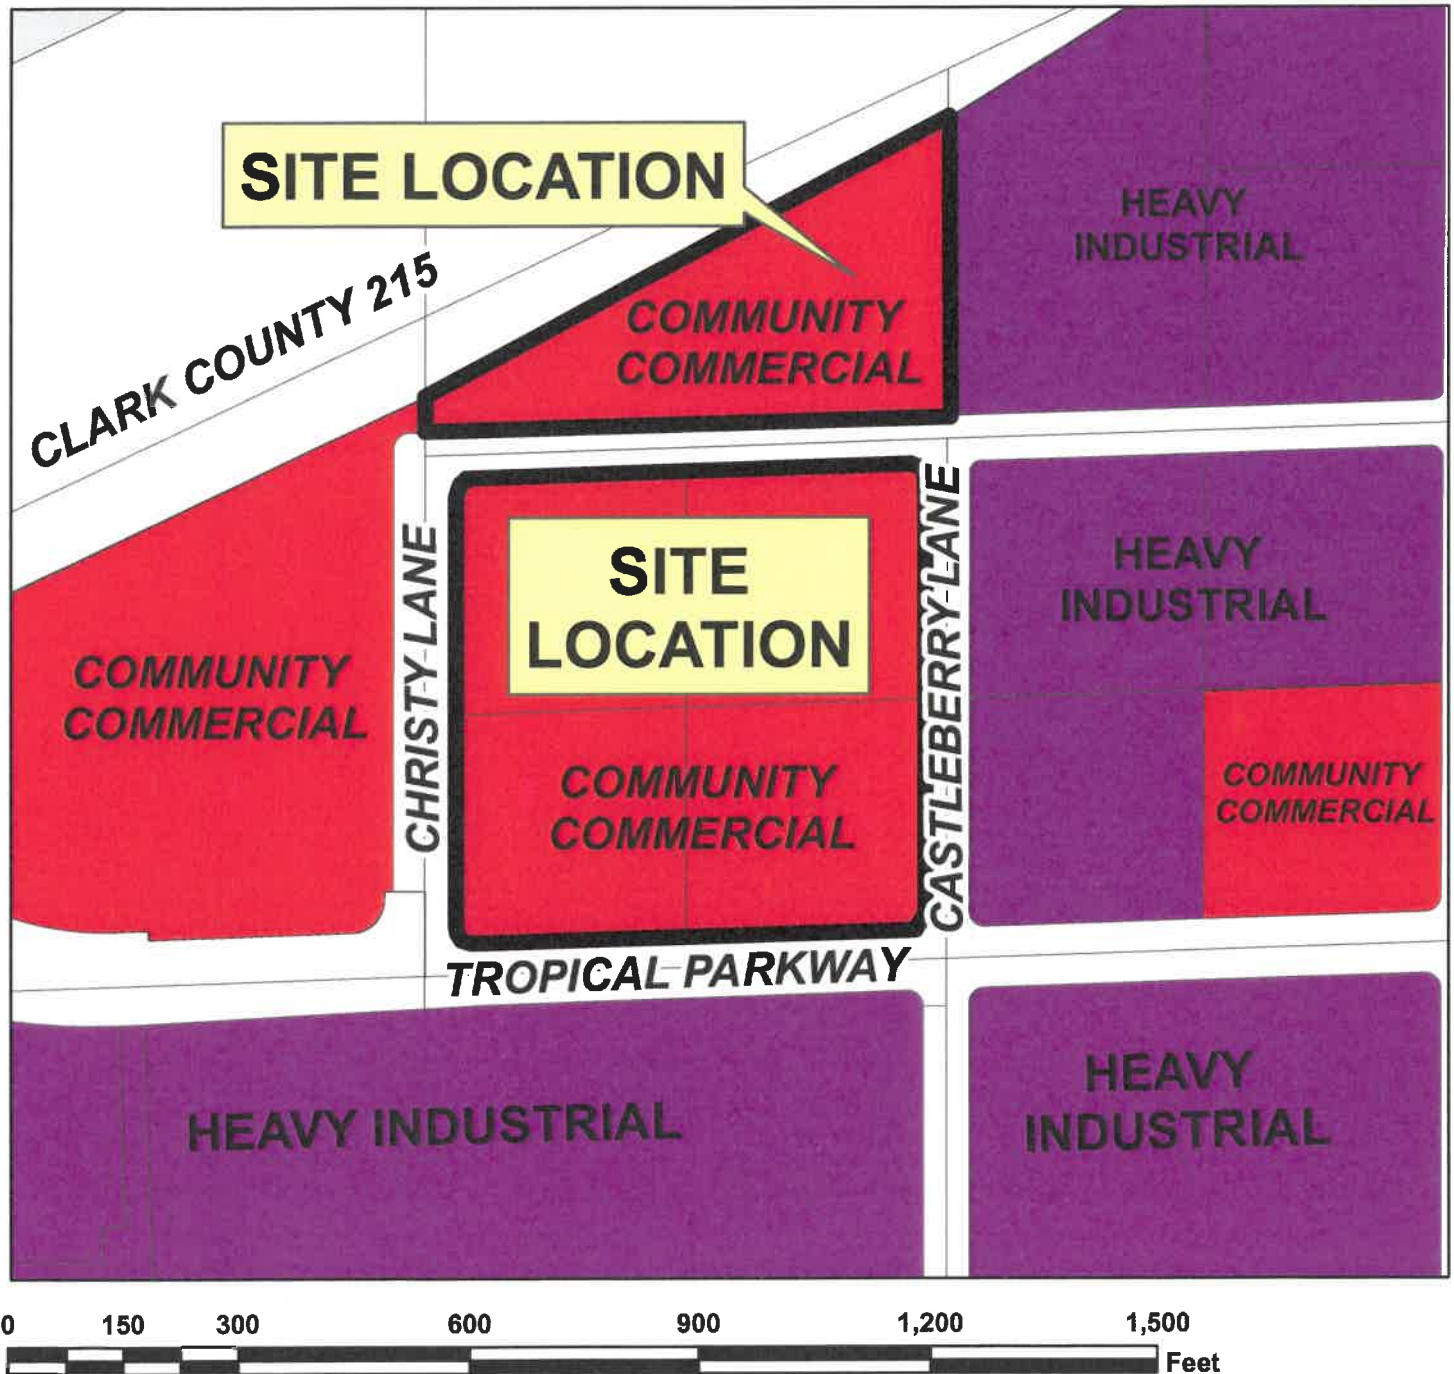 SITE LOCATION
HEAVY
INDUSTRIAL
CLARK COUNTY 215
COMMUNITY
COMMERCIAL
CHRISTY LANE
SITE
LOCATION
CASTLEBERRY LANE
HEAVY
INDUSTRIAL
COMMUNITY
COMMERCIAL
COMMUNITY
COMMERCIAL
COMMUNITY
COMMERCIAL
TROPICAL PARKWAY
HEAVY INDUSTRIAL
HEAVY
INDUSTRIAL
0 150 300 600 900 1,200 1,500
Feet